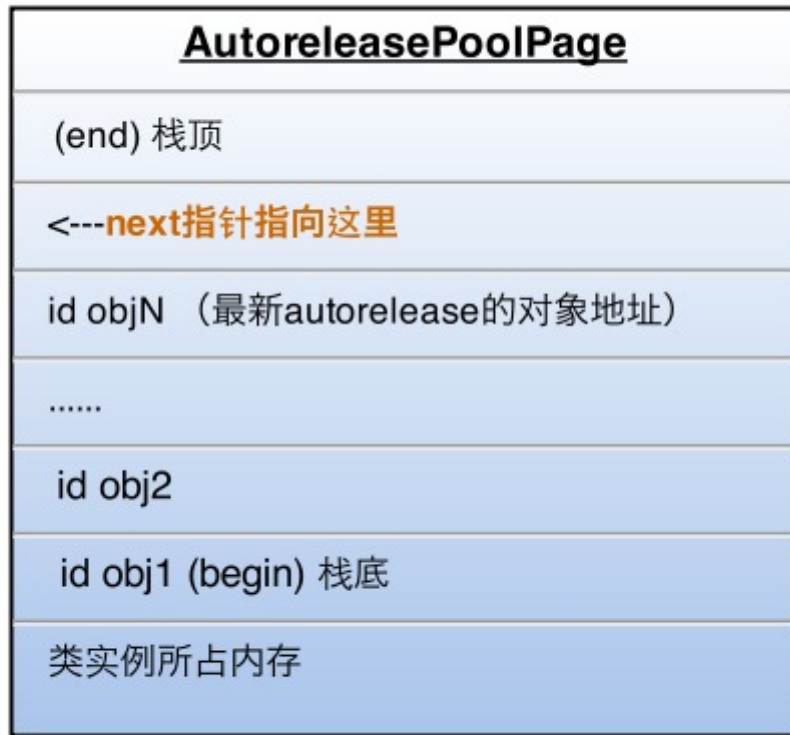 AutoreleasePoolPage
(end) 栈顶
<---next指针指向这里
id objN （最新autorelease的对象地址）
......
id obj2
id obj1 (begin) 栈底
类实例所占内存